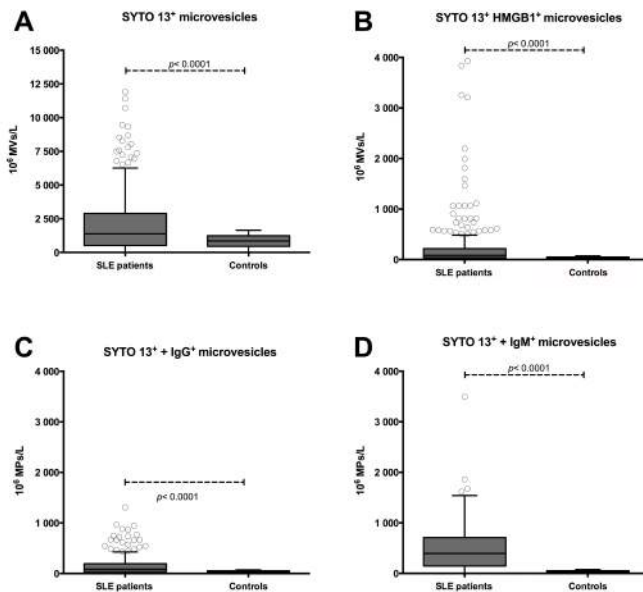 A
SYTO 13⁺ microvesicles
15 000
12 500
10 000
7 500
5 000
2 500
0
10⁶ MVs/L
p< 0.0001
SLE patients
Controls
B
SYTO 13⁺ HMGB1⁺ microvesicles
4 000
3 000
2 000
1 000
0
10⁶ MVs/L
p< 0.0001
SLE patients
Controls
C
SYTO 13⁺ + IgG⁺ microvesicles
4 000
3 000
2 000
1 000
0
10⁶ MPs/L
p< 0.0001
SLE patients
Controls
D
SYTO 13⁺ + IgM⁺ microvesicles
4 000
3 000
2 000
1 000
0
10⁶ MPs/L
p< 0.0001
SLE patients
Controls